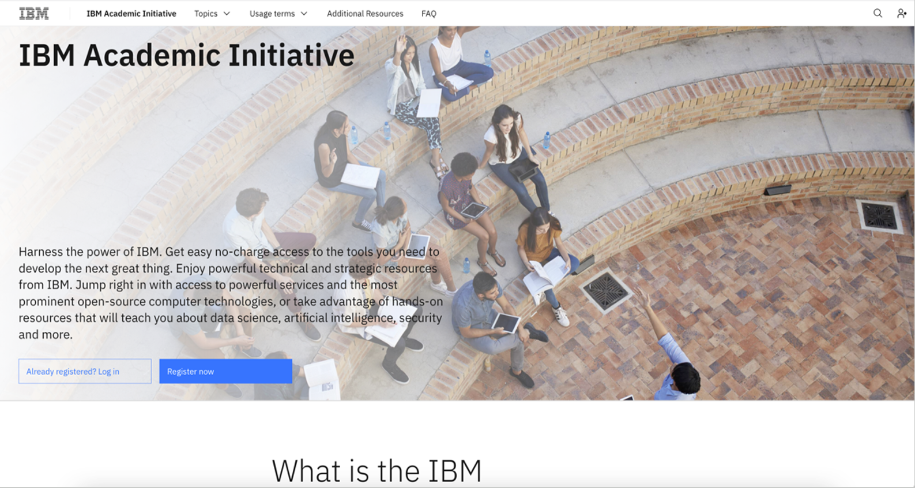 IBM
IBM Academic Initiative
Topics
Usage terms
Additional Resources
FAQ
IBM Academic Initiative
Harness the power of IBM. Get easy no-charge access to the tools you need to
develop the next great thing. Enjoy powerful technical and strategic resources
from IBM. Jump right in with access to powerful services and the most
prominent open-source computer technologies, or take advantage of hands-on
resources that will teach you about data science, artificial intelligence, security
and more.
Already registered? Log in
Register now
What is the IBM